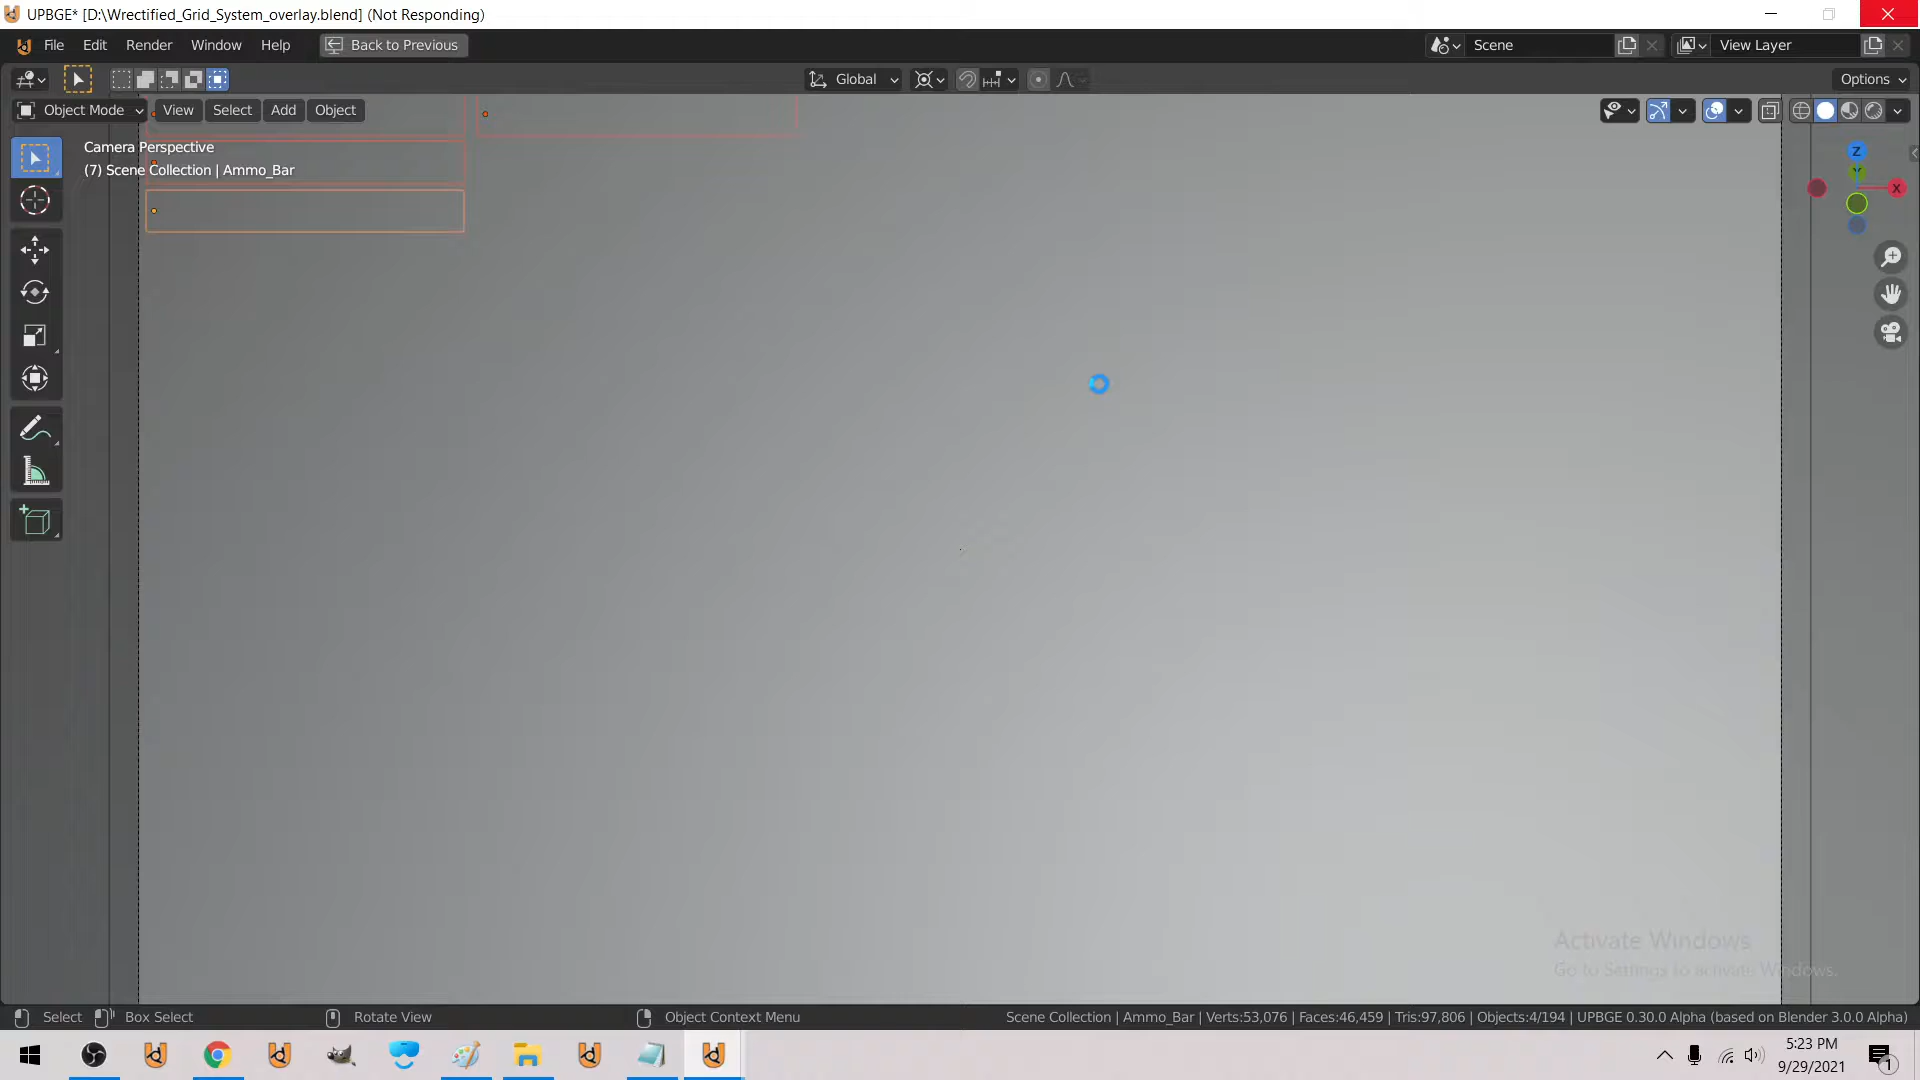 UPBGE* [D:\Wrectified_Grid_System_overlay.blend] (Not Responding)
File Edit Render Window Help Back to Previous Scene View Layer
Global Options
Object Mode View Select Add Object
Camera Perspective
(7) Scene Collection | Ammo_Bar
Z
Y
X
Activate Windows
Go to Settings to activate Windows.
Select Box Select Rotate View Object Context Menu Scene Collection | Ammo_Bar | Verts:53,076 | Faces:46,459 | Tris:97,806 | Objects:4/194 | UPBGE 0.30.0 Alpha (based on Blender 3.0.0 Alpha)
5:23 PM
9/29/2021
1